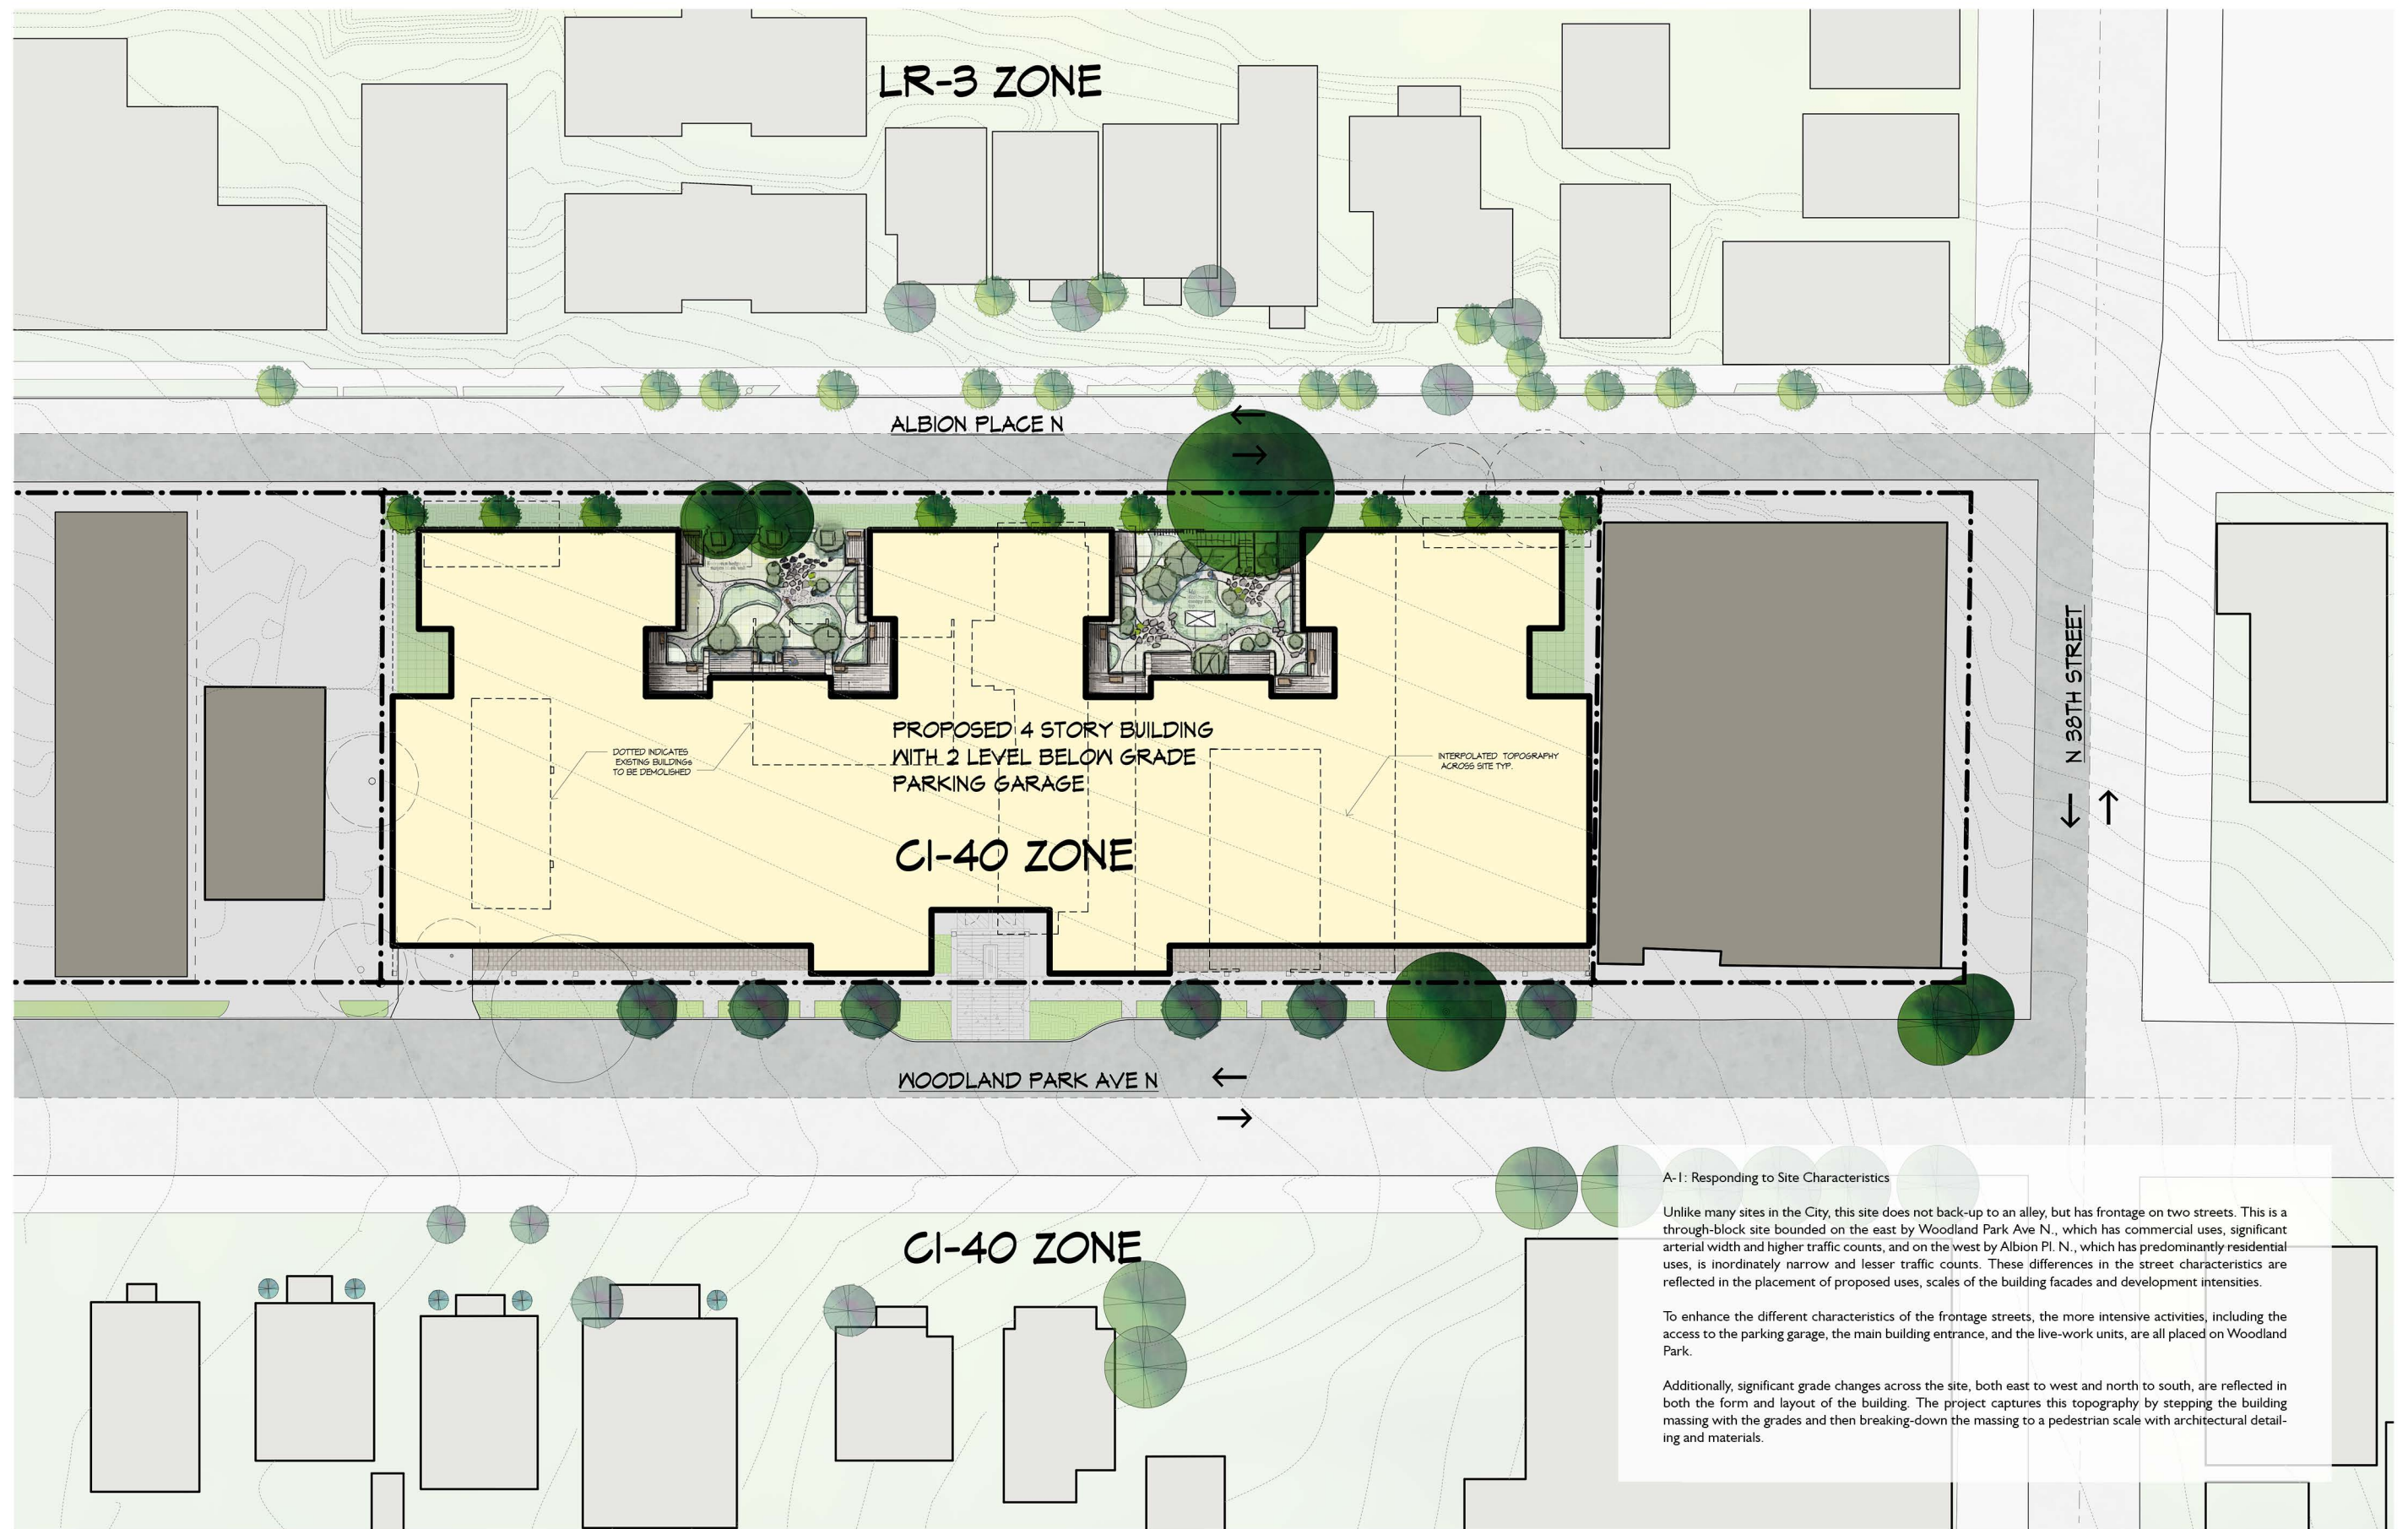 LR-3 ZONE
ALBION PLACE N
N 38TH STREET
PROPOSED 4 STORY BUILDING
WITH 2 LEVEL BELOW GRADE
PARKING GARAGE
DOTTED INDICATES
EXISTING BUILDINGS
TO BE DEMOLISHED
INTERPOLATED TOPOGRAPHY
ACROSS SITE TYP.
C1-40 ZONE
WOODLAND PARK AVE N
C1-40 ZONE
A-1: Responding to Site Characteristics
Unlike many sites in the City, this site does not back-up to an alley, but has frontage on two streets. This is a
through-block site bounded on the east by Woodland Park Ave N., which has commercial uses, significant
arterial width and higher traffic counts, and on the west by Albion Pl. N., which has predominantly residential
uses, is inordinately narrow and lesser traffic counts. These differences in the street characteristics are
reflected in the placement of proposed uses, scales of the building facades and development intensities.
To enhance the different characteristics of the frontage streets, the more intensive activities, including the
access to the parking garage, the main building entrance, and the live-work units, are all placed on Woodland
Park.
Additionally, significant grade changes across the site, both east to west and north to south, are reflected in
both the form and layout of the building. The project captures this topography by stepping the building
massing with the grades and then breaking-down the massing to a pedestrian scale with architectural detail-
ing and materials.